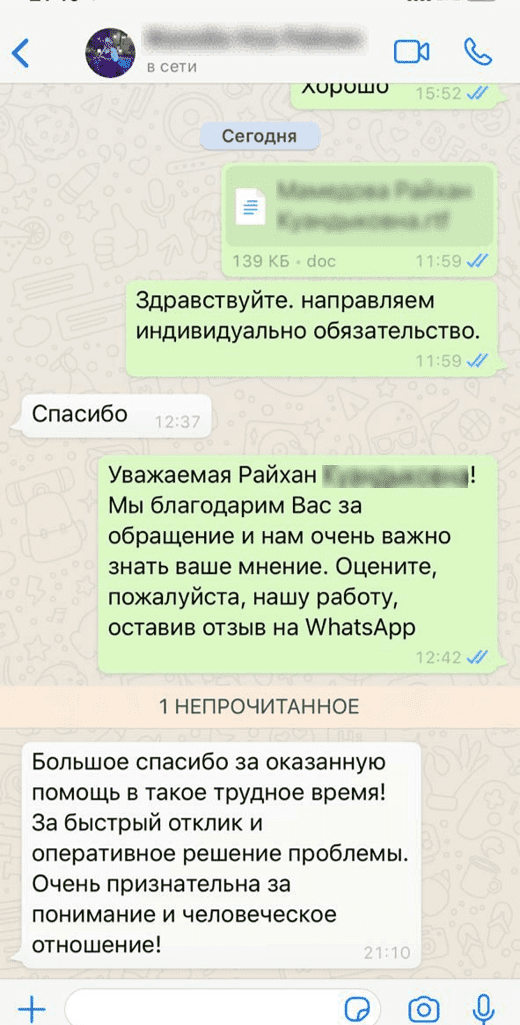 в сети
Хорошо
15:52
Сегодня
139 КБ • doc
11:59
Здравствуйте. направляем
индивидуально обязательство.
11:59
Спасибо
12:37
Уважаемая Райхан !
Мы благодарим Вас за
обращение и нам очень важно
знать ваше мнение. Оцените,
пожалуйста, нашу работу,
оставив отзыв на WhatsApp
12:42
1 НЕПРОЧИТАННОЕ
Большое спасибо за оказанную
помощь в такое трудное время!
За быстрый отклик и
оперативное решение проблемы.
Очень признательна за
понимание и человеческое
отношение!
21:10